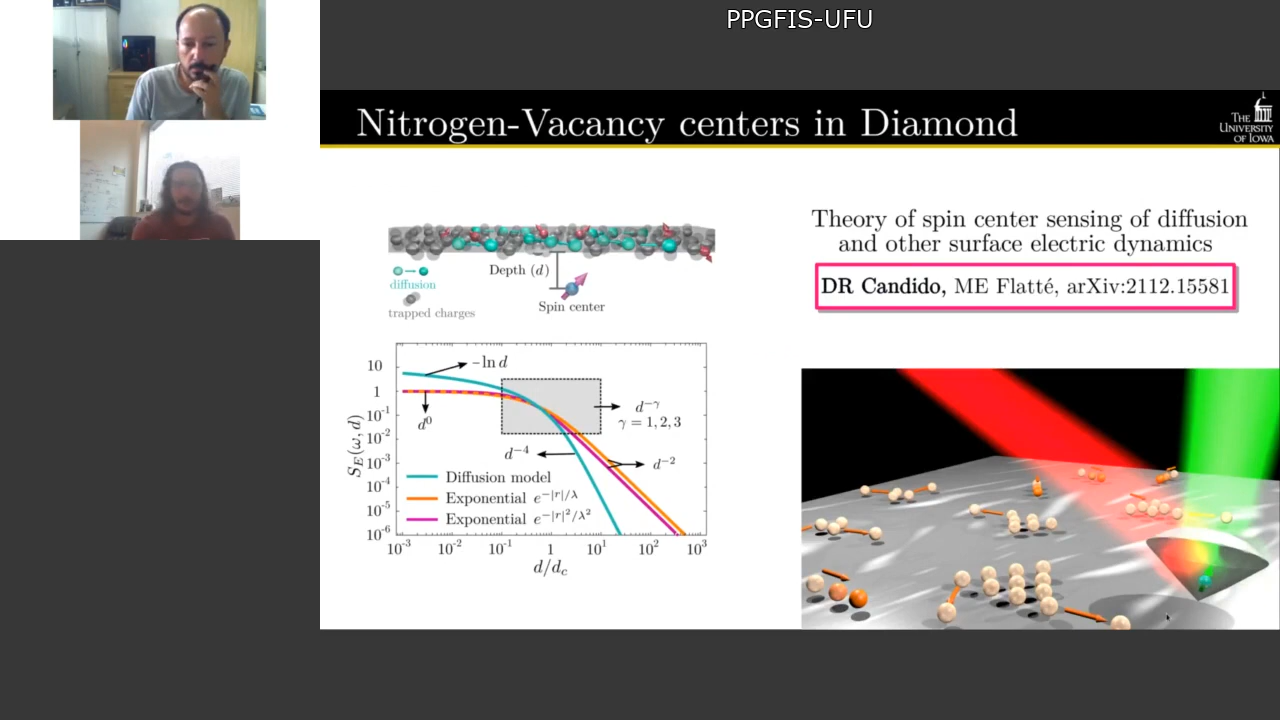 PPGFIS-UFU
Nitrogen-Vacancy centers in Diamond
THE
UNIVERSITY
OF IOWA
Theory of spin center sensing of diffusion
and other surface electric dynamics
DR Candido, ME Flatté, arXiv:2112.15581
Depth (d)
diffusion
Spin center
trapped charges
10
1
10⁻¹
10⁻²
10⁻³
10⁻⁴
10⁻⁵
10⁻⁶
S_E(ω, d)
−ln d
d⁰
d^−γ
γ = 1, 2, 3
d⁻⁴
d⁻²
Diffusion model
Exponential e^−|r|/λ
Exponential e^−|r|²/λ²
10⁻³ 10⁻² 10⁻¹ 1 10¹ 10² 10³
d/d_c